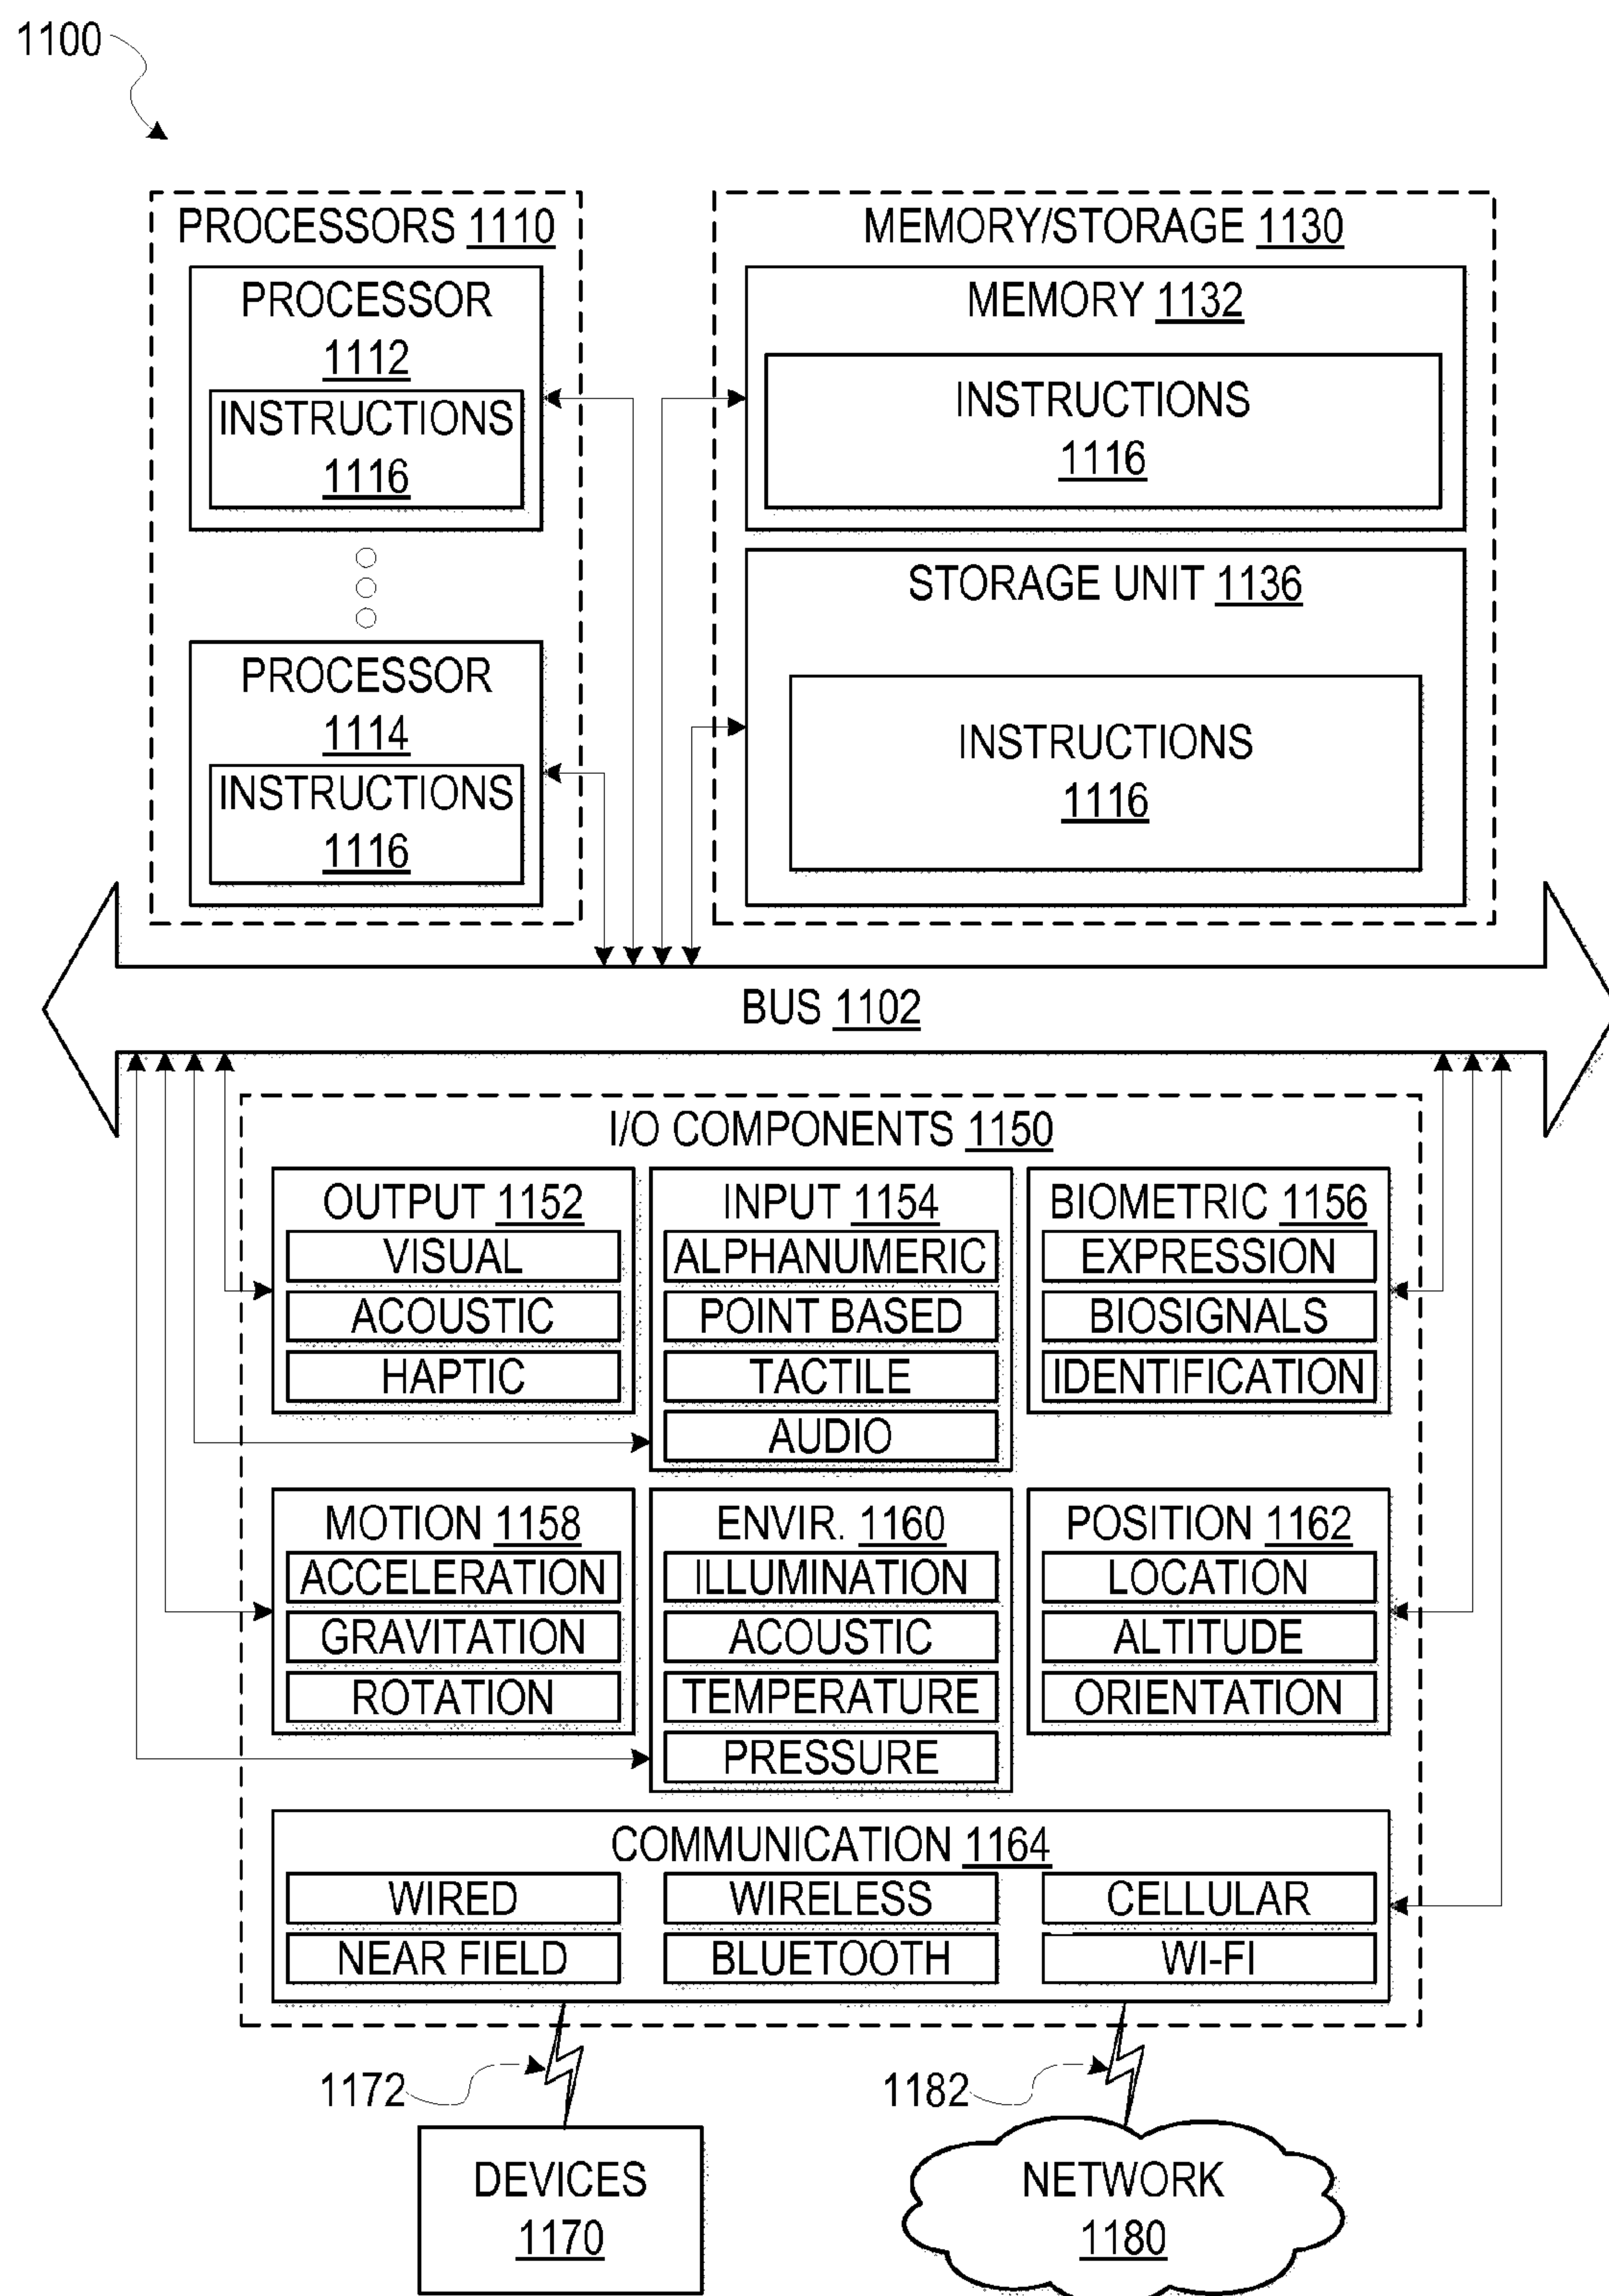 1100
PROCESSORS 1110
PROCESSOR
1112
INSTRUCTIONS
1116
PROCESSOR
1114
INSTRUCTIONS
1116
MEMORY/STORAGE 1130
MEMORY 1132
INSTRUCTIONS
1116
STORAGE UNIT 1136
INSTRUCTIONS
1116
BUS 1102
I/O COMPONENTS 1150
OUTPUT 1152
VISUAL
ACOUSTIC
HAPTIC
INPUT 1154
ALPHANUMERIC
POINT BASED
TACTILE
AUDIO
BIOMETRIC 1156
EXPRESSION
BIOSIGNALS
IDENTIFICATION
MOTION 1158
ACCELERATION
GRAVITATION
ROTATION
ENVIR. 1160
ILLUMINATION
ACOUSTIC
TEMPERATURE
PRESSURE
POSITION 1162
LOCATION
ALTITUDE
ORIENTATION
COMMUNICATION 1164
WIRED
WIRELESS
CELLULAR
NEAR FIELD
BLUETOOTH
WI-FI
1172
1182
DEVICES
1170
NETWORK
1180